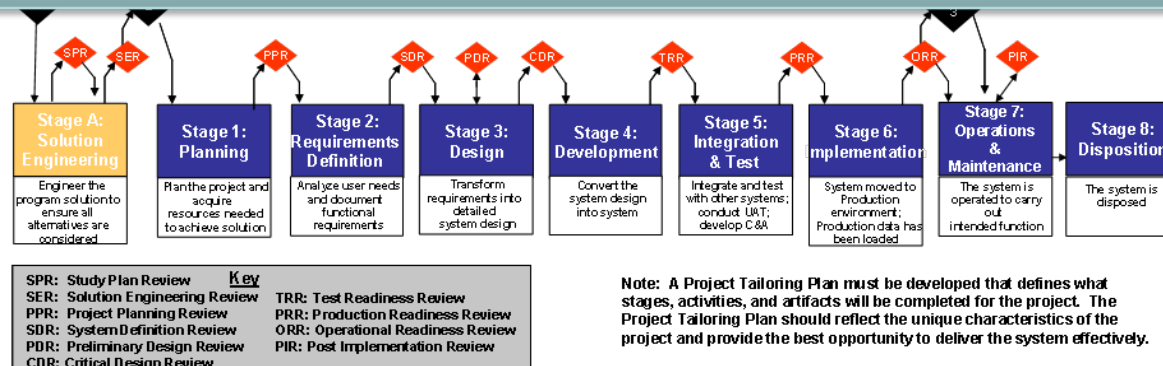 3
SPR
SER
PPR
SDR
PDR
CDR
TRR
PRR
ORR
PIR
Stage A:
Solution
Engineering
Engineer the
program solution to
ensure all
alternatives are
considered
Stage 1:
Planning
Plan the project and
acquire
resources needed
to achieve solution
Stage 2:
Requirements
Definition
Analyze user needs
and document
functional
requirements
Stage 3:
Design
Transform
requirements into
detailed
system design
Stage 4:
Development
Convert the
system design
into system
Stage 5:
Integration
& Test
Integrate and test
with other systems;
conduct UAT;
develop C&A
Stage 6:
Implementation
System moved to
Production
environment;
Production data has
been loaded
Stage 7:
Operations
&
Maintenance
The system is
operated to carry
out
intended function
Stage 8:
Disposition
The system is
disposed
Key
SPR: Study Plan Review
SER: Solution Engineering Review
PPR: Project Planning Review
SDR: System Definition Review
PDR: Preliminary Design Review
CDR: Critical Design Review
TRR: Test Readiness Review
PRR: Production Readiness Review
ORR: Operational Readiness Review
PIR: Post Implementation Review
Note: A Project Tailoring Plan must be developed that defines what
stages, activities, and artifacts will be completed for the project. The
Project Tailoring Plan should reflect the unique characteristics of the
project and provide the best opportunity to deliver the system effectively.